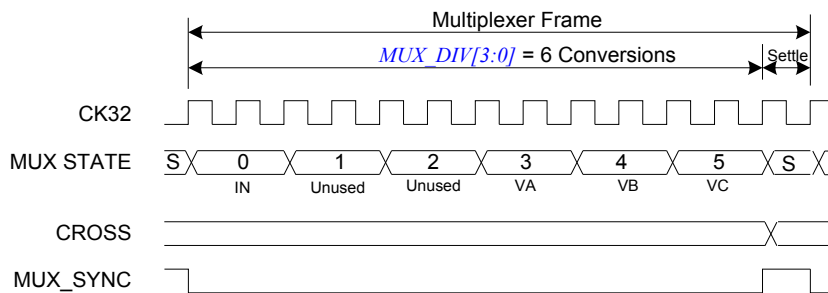 Multiplexer Frame
MUX_DIV[3:0] = 6 Conversions
Settle
CK32
MUX STATE
S 0 1 2 3 4 5 S
IN Unused Unused VA VB VC
CROSS
MUX_SYNC